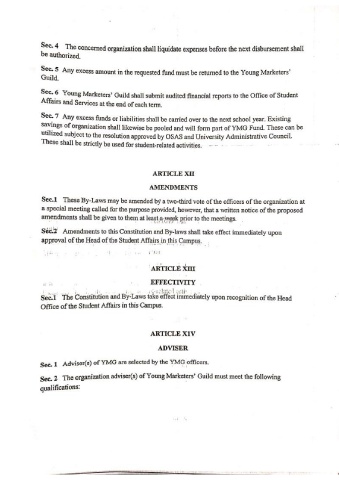 Sec. 4 The concerned organization shall liquidate expenses before the next disbursement shall
be authorized.
Sec. 5 Any excess amount in the requested fund must be returned to the Young Marketers'
Guild.
Sec. 6 Young Marketers' Guild shall submit audited financial reports to the Office of Student
Affairs and Services at the end of each term.
Sec. 7 Any excess funds or liabilities shall be carried over to the next school year. Existing
savings of organization shall likewise be pooled and will form part of YMG Fund. These can be
utilized subject to the resolution approved by OSAS and University Administrative Council.
These shall be strictly be used for student-related activities.
ARTICLE XII
AMENDMENTS
Sec.1 These By-Laws may be amended by a two-third vote of the officers of the organization at
a special meeting called for the purpose provided, however, that a written notice of the proposed
amendments shall be given to them at least a week prior to the meetings.
Sec.2 Amendments to this Constitution and By-laws shall take effect immediately upon
approval of the Head of the Student Affairs in this Campus.
ARTICLE XIII
EFFECTIVITY
Sec.1 The Constitution and By-Laws take effect immediately upon recognition of the Head
Office of the Student Affairs in this Campus.
ARTICLE XIV
ADVISER
Sec. 1 Adviser(s) of YMG are selected by the YMG officers.
Sec. 2 The organization adviser(s) of Young Marketers' Guild must meet the following
qualifications: